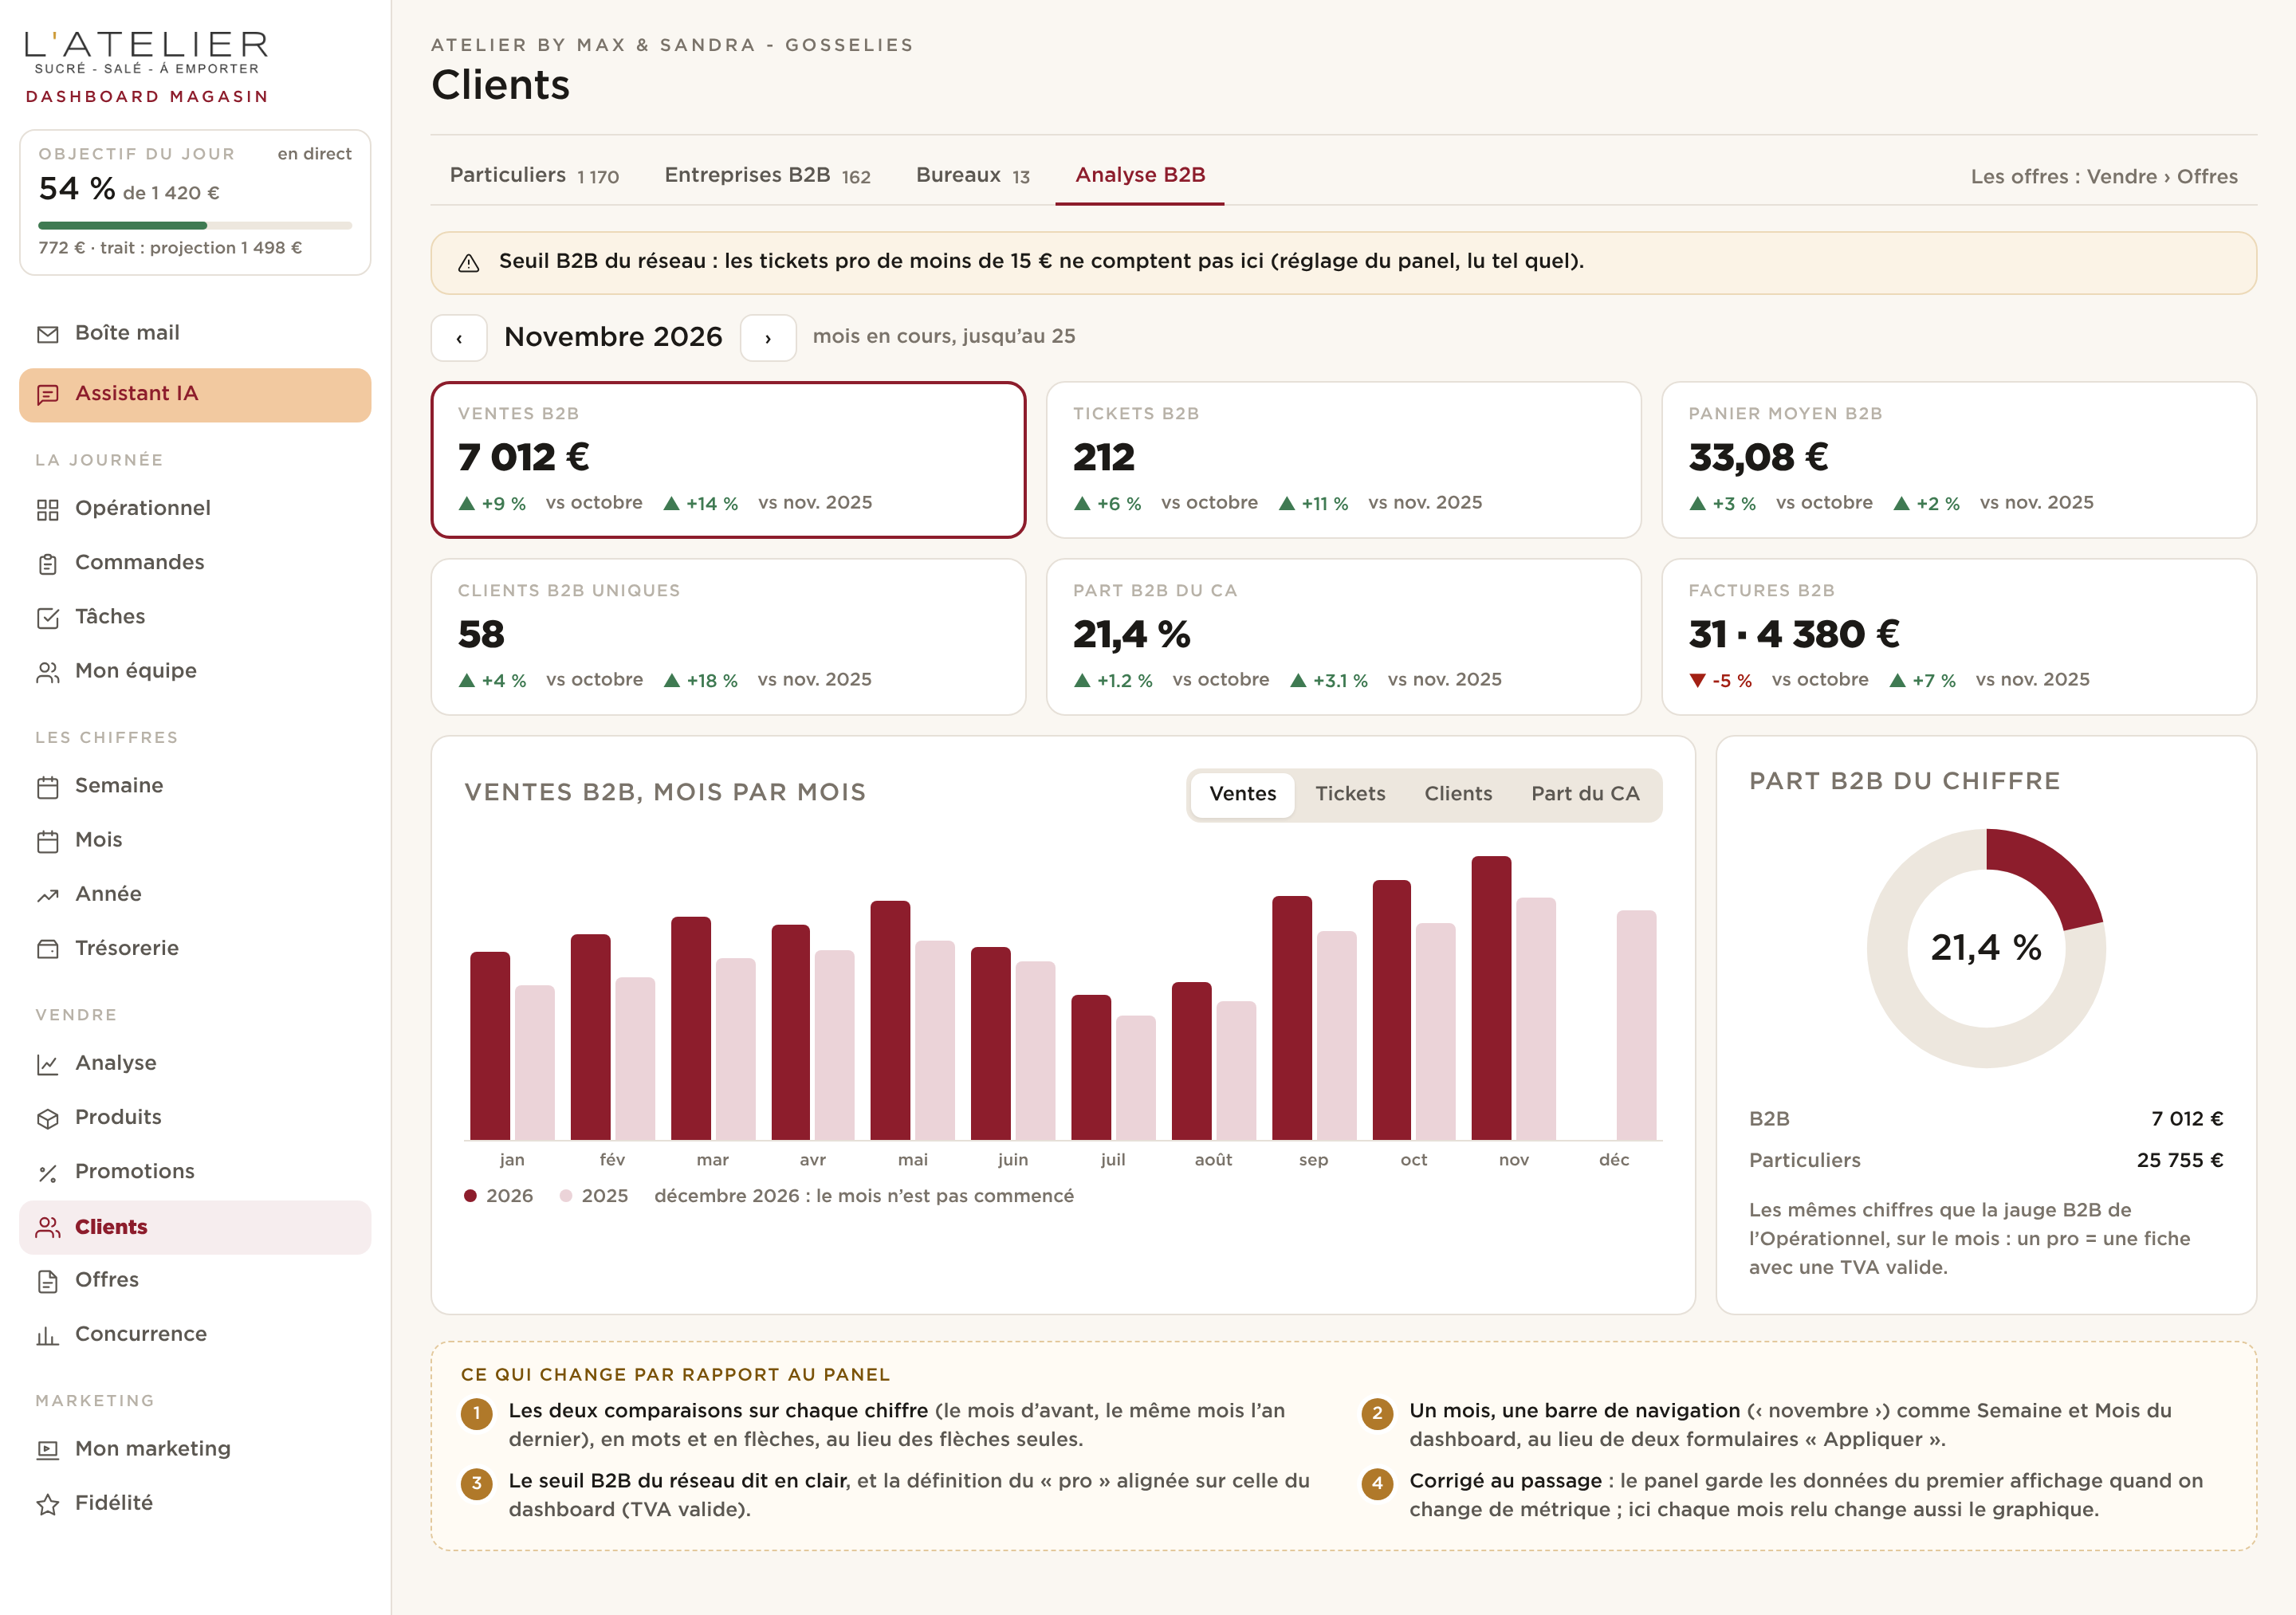 L'ATELIER
SUCRÉ - SALÉ - Á EMPORTER
DASHBOARD MAGASIN
OBJECTIF DU JOUR en direct
54 % de 1 420 €
772 € · trait : projection 1 498 €
Boîte mail
Assistant IA
LA JOURNÉE
Opérationnel
Commandes
Tâches
Mon équipe
LES CHIFFRES
Semaine
Mois
Année
Trésorerie
VENDRE
Analyse
Produits
Promotions
Clients
Offres
Concurrence
MARKETING
Mon marketing
Fidélité
ATELIER BY MAX & SANDRA - GOSSELIES
Clients
Particuliers 1 170 Entreprises B2B 162 Bureaux 13 Analyse B2B Les offres : Vendre › Offres
Seuil B2B du réseau : les tickets pro de moins de 15 € ne comptent pas ici (réglage du panel, lu tel quel).
‹ Novembre 2026 › mois en cours, jusqu’au 25
VENTES B2B
7 012 €
▲ +9 % vs octobre ▲ +14 % vs nov. 2025
TICKETS B2B
212
▲ +6 % vs octobre ▲ +11 % vs nov. 2025
PANIER MOYEN B2B
33,08 €
▲ +3 % vs octobre ▲ +2 % vs nov. 2025
CLIENTS B2B UNIQUES
58
▲ +4 % vs octobre ▲ +18 % vs nov. 2025
PART B2B DU CA
21,4 %
▲ +1.2 % vs octobre ▲ +3.1 % vs nov. 2025
FACTURES B2B
31 · 4 380 €
▼ -5 % vs octobre ▲ +7 % vs nov. 2025
VENTES B2B, MOIS PAR MOIS
Ventes Tickets Clients Part du CA
jan fév mar avr mai juin juil août sep oct nov déc
2026 2025 décembre 2026 : le mois n’est pas commencé
PART B2B DU CHIFFRE
21,4 %
B2B 7 012 €
Particuliers 25 755 €
Les mêmes chiffres que la jauge B2B de
l’Opérationnel, sur le mois : un pro = une fiche
avec une TVA valide.
CE QUI CHANGE PAR RAPPORT AU PANEL
1 Les deux comparaisons sur chaque chiffre (le mois d’avant, le même mois l’an
dernier), en mots et en flèches, au lieu des flèches seules.
2 Un mois, une barre de navigation (‹ novembre ›) comme Semaine et Mois du
dashboard, au lieu de deux formulaires « Appliquer ».
3 Le seuil B2B du réseau dit en clair, et la définition du « pro » alignée sur celle du
dashboard (TVA valide).
4 Corrigé au passage : le panel garde les données du premier affichage quand on
change de métrique ; ici chaque mois relu change aussi le graphique.